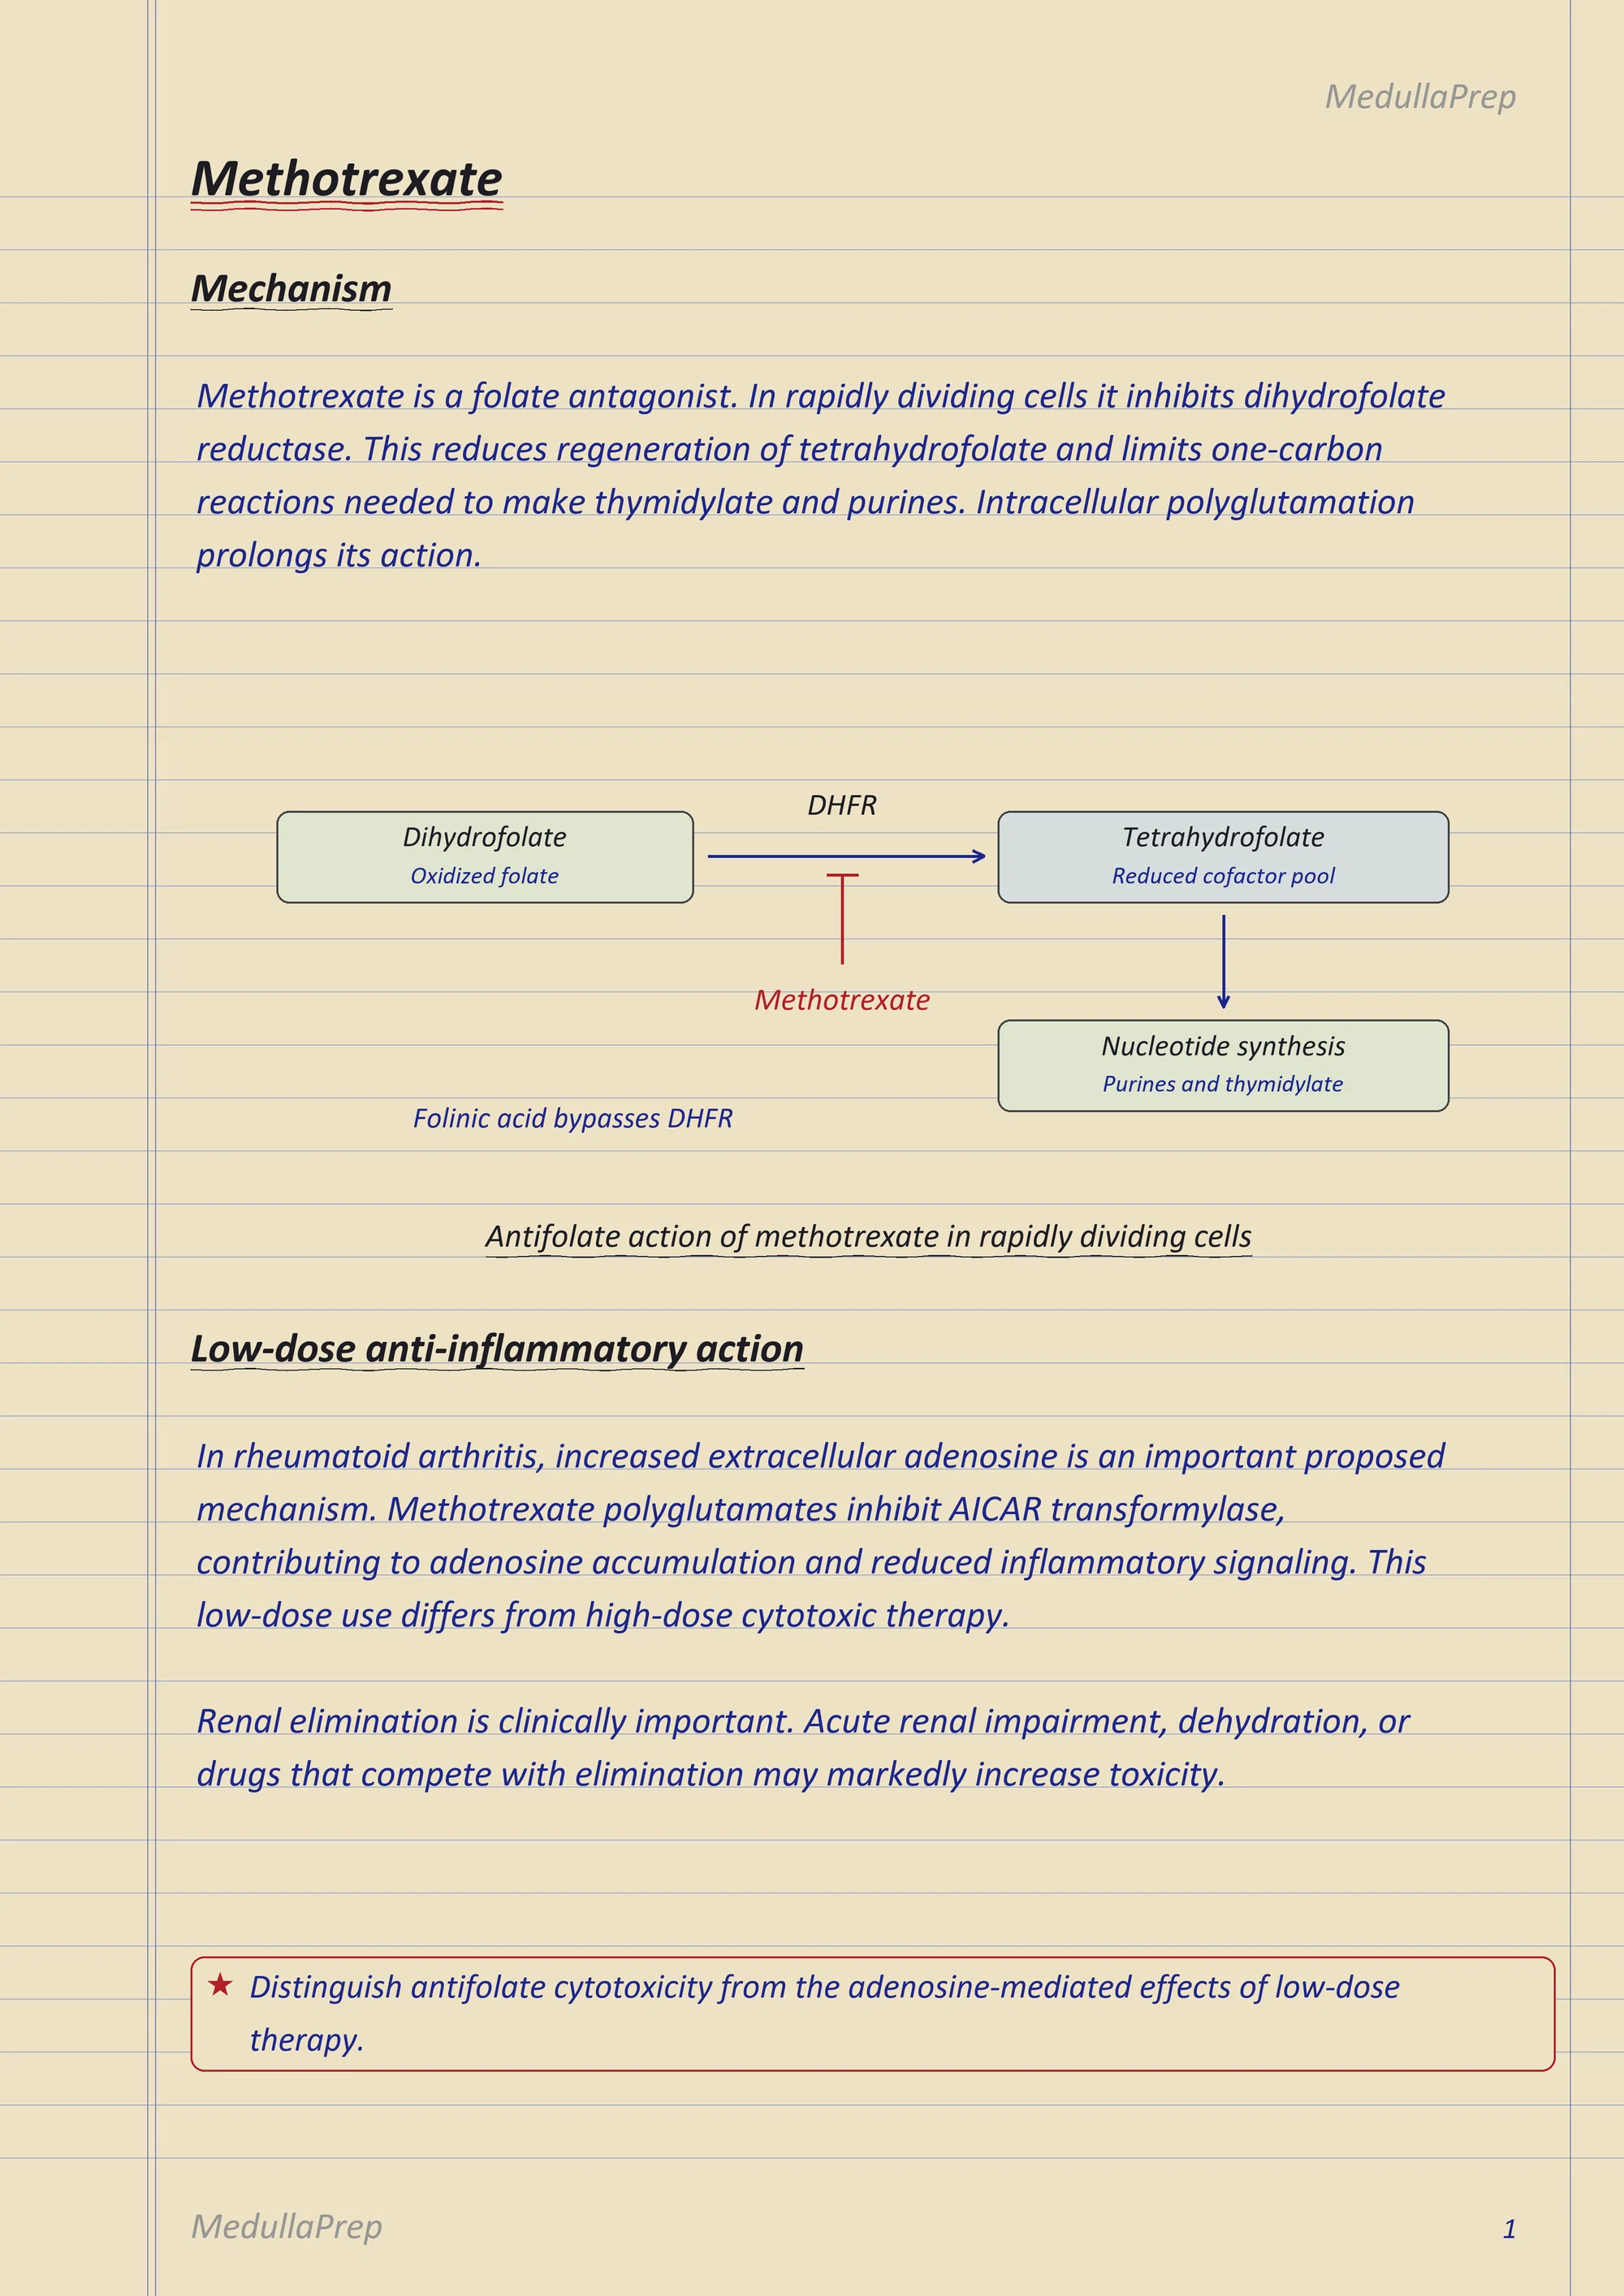 MedullaPrep
Methotrexate
Mechanism
Methotrexate is a folate antagonist. In rapidly dividing cells it inhibits dihydrofolate
reductase. This reduces regeneration of tetrahydrofolate and limits one-carbon
reactions needed to make thymidylate and purines. Intracellular polyglutamation
prolongs its action.
DHFR
Dihydrofolate
Oxidized folate
Tetrahydrofolate
Reduced cofactor pool
Methotrexate
Nucleotide synthesis
Purines and thymidylate
Folinic acid bypasses DHFR
Antifolate action of methotrexate in rapidly dividing cells
Low-dose anti-inflammatory action
In rheumatoid arthritis, increased extracellular adenosine is an important proposed
mechanism. Methotrexate polyglutamates inhibit AICAR transformylase,
contributing to adenosine accumulation and reduced inflammatory signaling. This
low-dose use differs from high-dose cytotoxic therapy.
Renal elimination is clinically important. Acute renal impairment, dehydration, or
drugs that compete with elimination may markedly increase toxicity.
★ Distinguish antifolate cytotoxicity from the adenosine-mediated effects of low-dose
therapy.
MedullaPrep
1